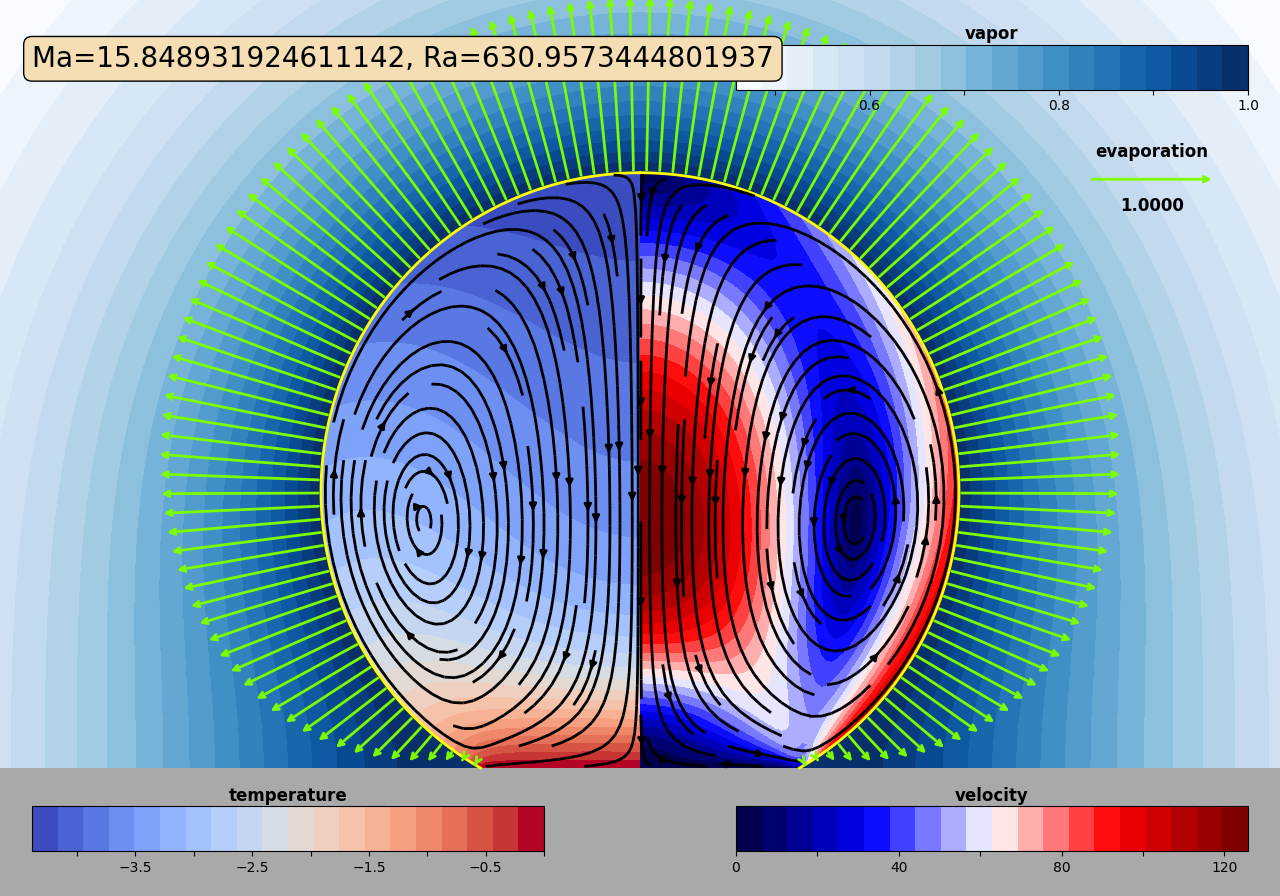 Ma=15.848931924611142, Ra=630.9573444801937
vapor
0.6 0.8 1.0
evaporation
1.0000
temperature
−3.5 −2.5 −1.5 −0.5
velocity
0 40 80 120